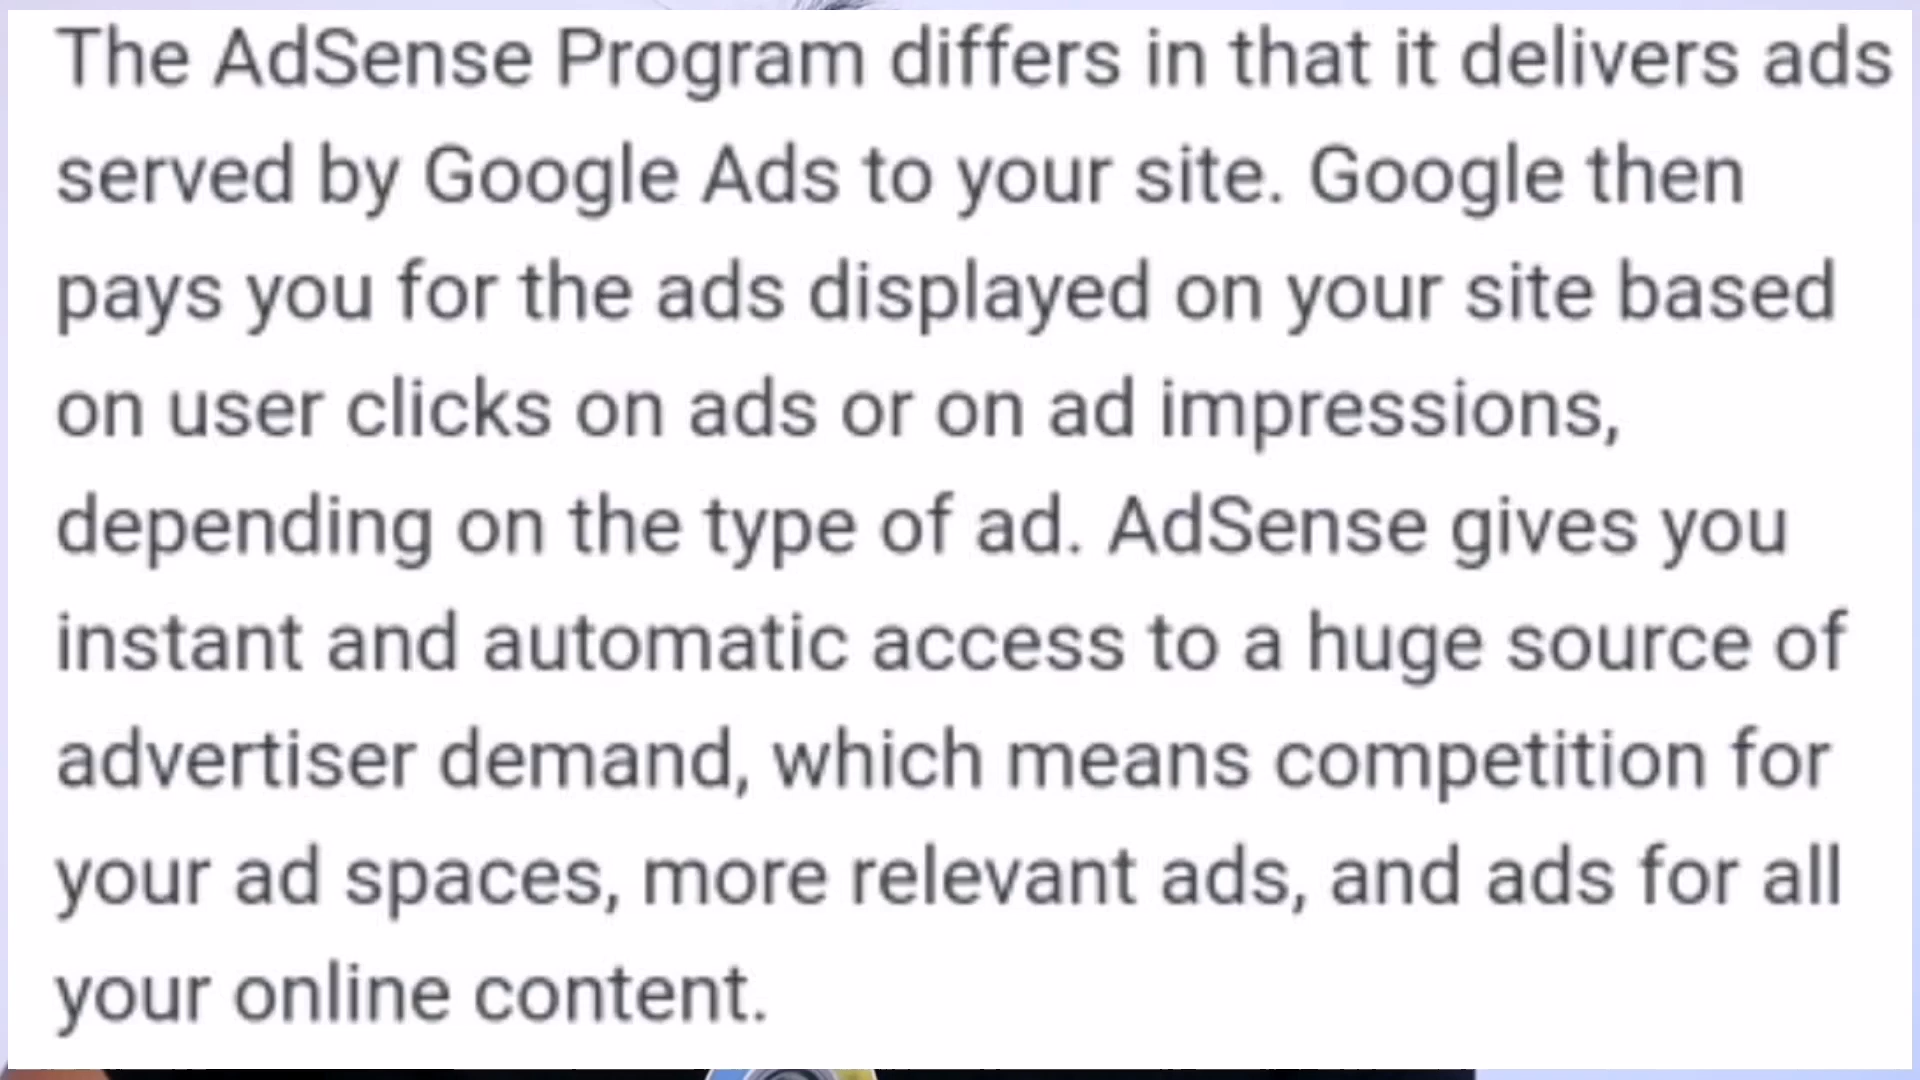 The AdSense Program differs in that it delivers ads
served by Google Ads to your site. Google then
pays you for the ads displayed on your site based
on user clicks on ads or on ad impressions,
depending on the type of ad. AdSense gives you
instant and automatic access to a huge source of
advertiser demand, which means competition for
your ad spaces, more relevant ads, and ads for all
your online content.